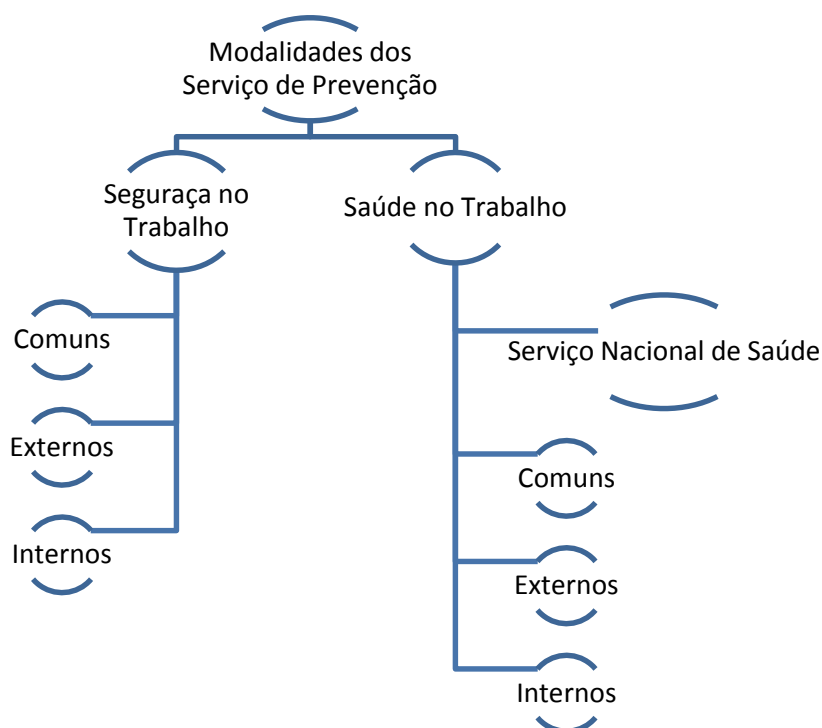 Modalidades dos
Serviço de Prevenção
Seguraça no
Trabalho
Saúde no Trabalho
Comuns
Externos
Internos
Serviço Nacional de Saúde
Comuns
Externos
Internos